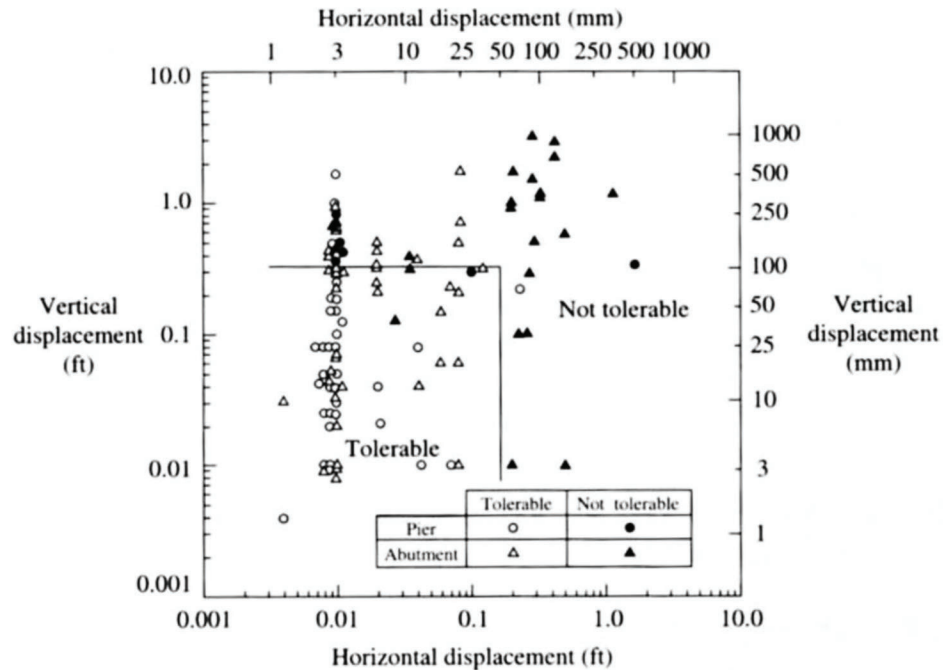 Horizontal displacement (mm)
1 3 10 25 50 100 250 500 1000
10.0
1.0
0.1
0.01
0.001
1000
500
250
100
50
25
10
3
1
Vertical
displacement
(ft)
Vertical
displacement
(mm)
Not tolerable
Tolerable
Tolerable Not tolerable
Pier
Abutment
0.001 0.01 0.1 1.0 10.0
Horizontal displacement (ft)